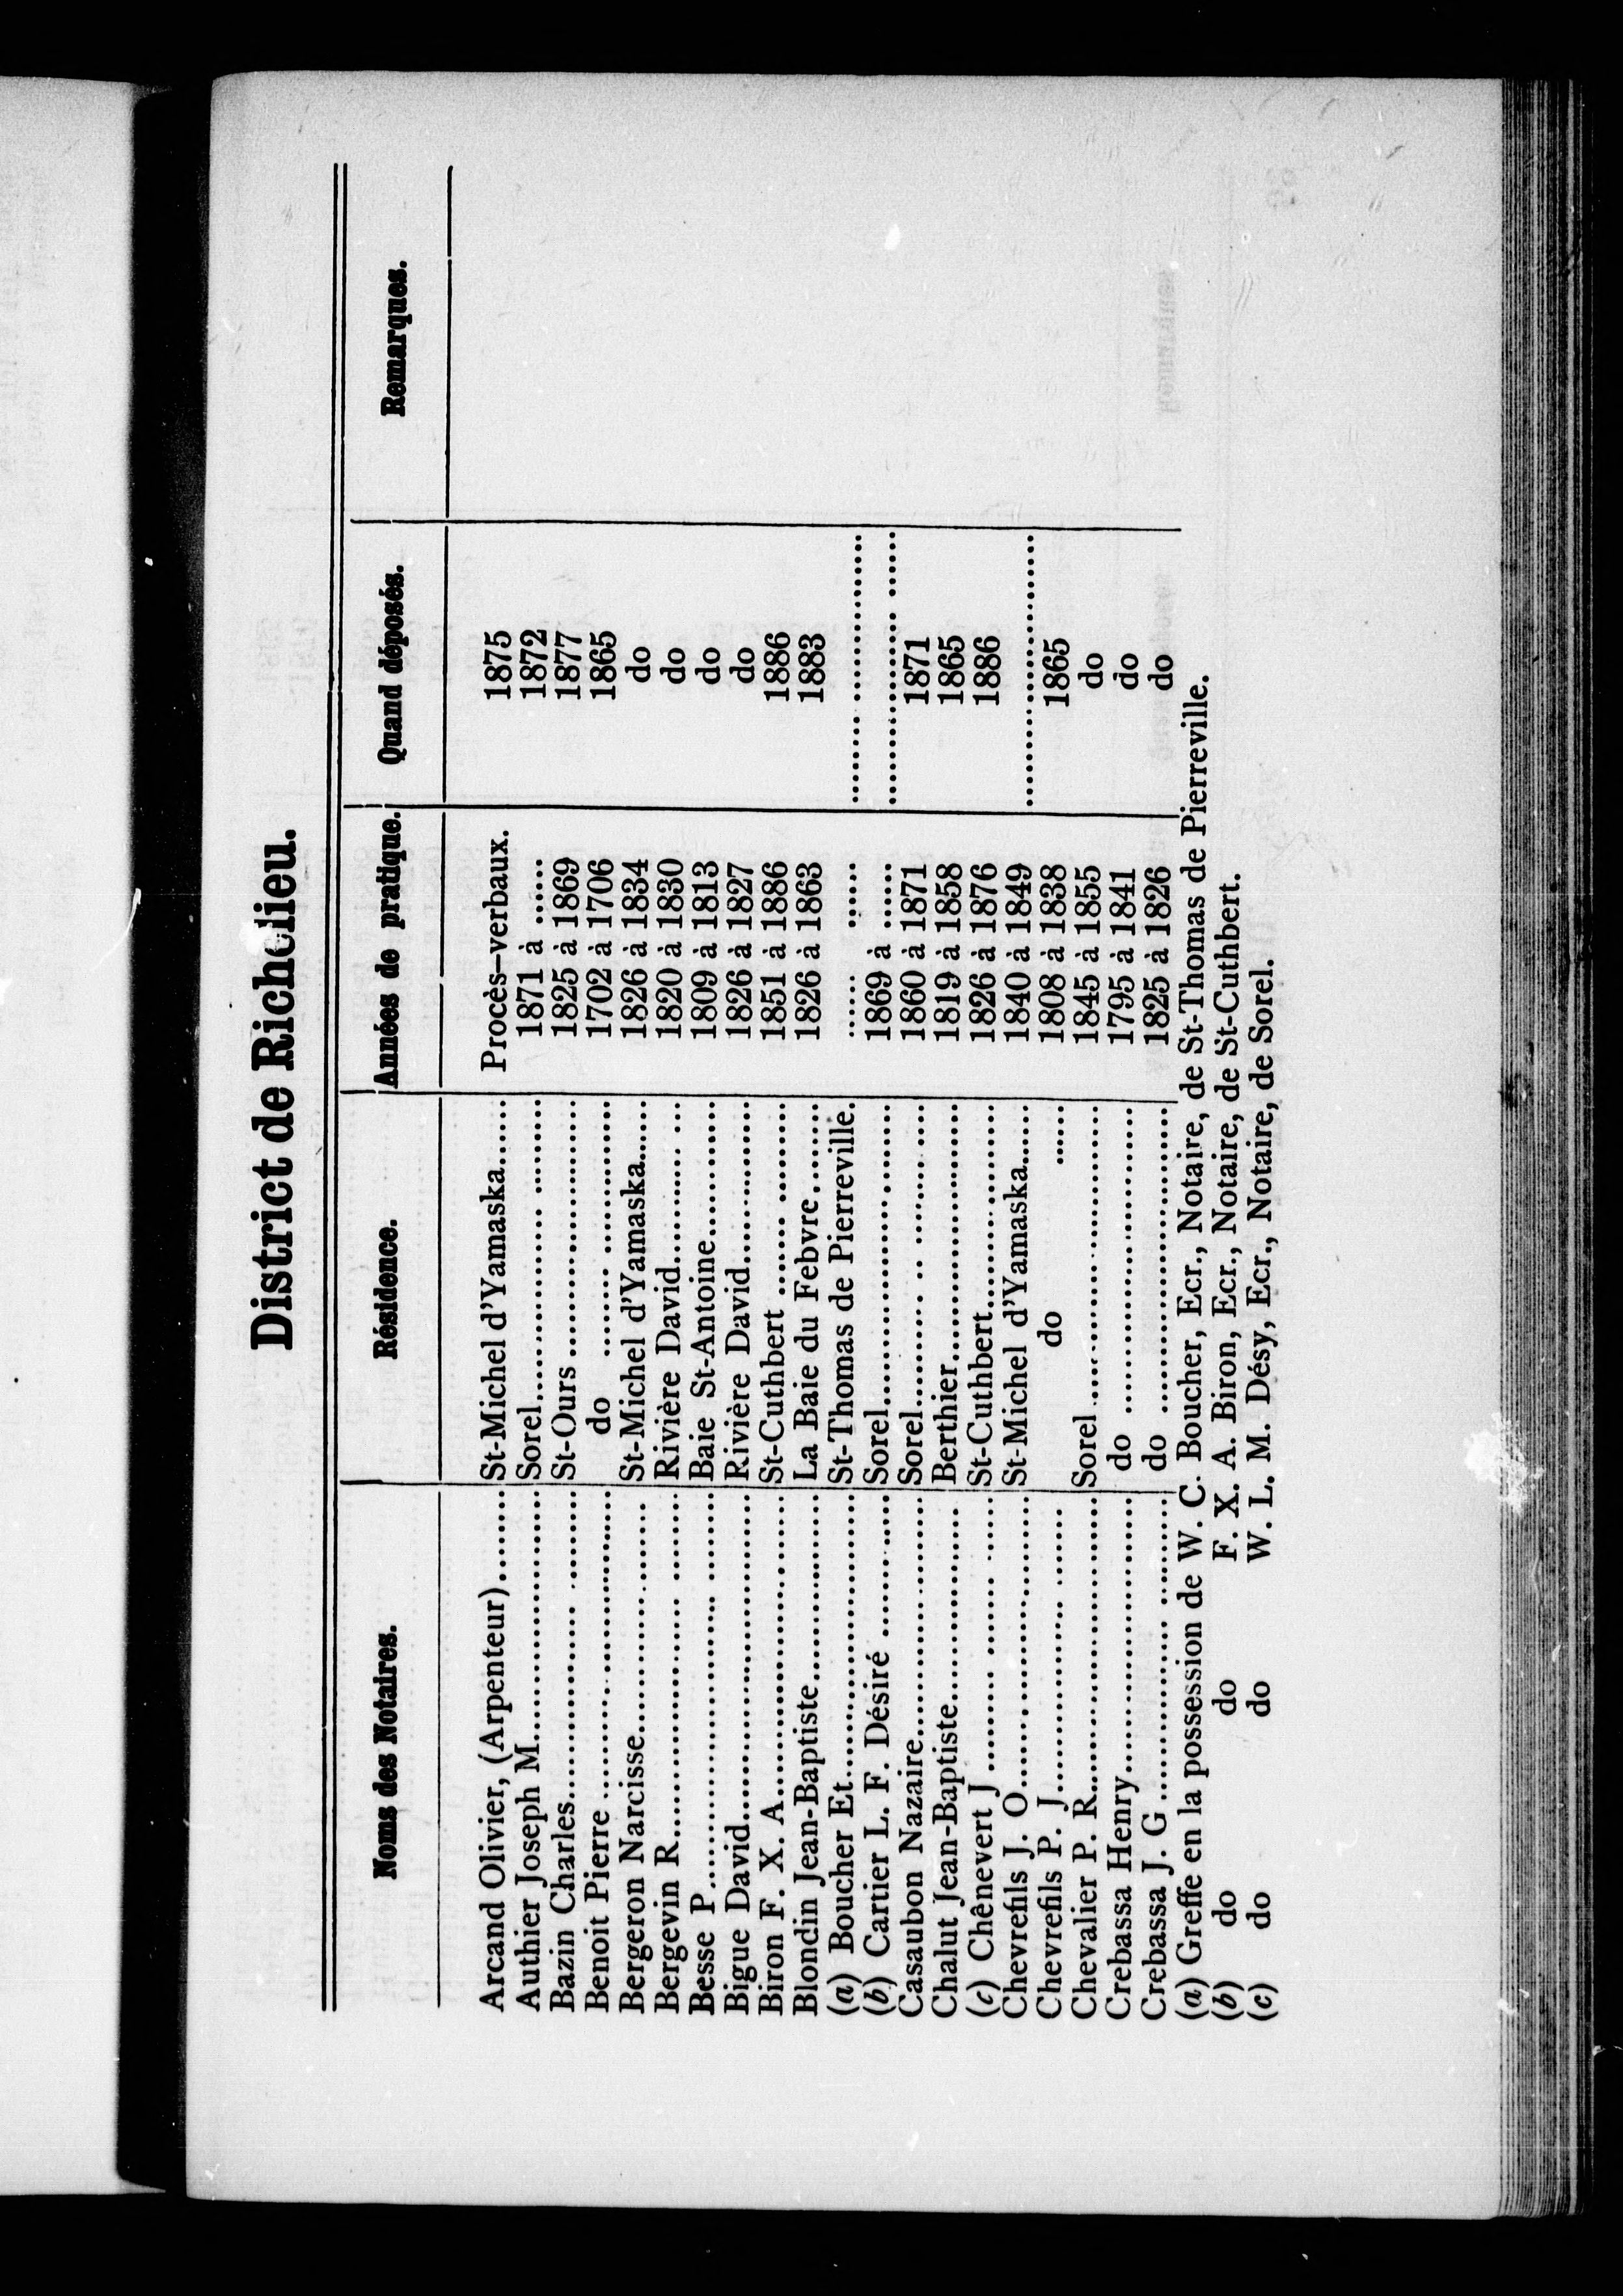 District de Richelieu.
Noms des Notaires. Résidence. Années de pratique. Quand déposés. Remarques.
Arcand Olivier, (Arpenteur)........ St-Michel d'Yamaska...... Procès-verbaux. 1875
Authier Joseph M........ Sorel........ 1871 à ...... 1872
Bazin Charles........ St-Ours ........ 1825 à 1869 1877
Benoit Pierre ........ do ........ 1702 à 1706 1865
Bergeron Narcisse........ St-Michel d'Yamaska...... 1826 à 1834 do
Bergevin R........ Rivière David........ 1820 à 1830 do
Besse P........ Baie St-Antoine........ 1809 à 1813 do
Bigue David........ Rivière David........ 1826 à 1827 do
Biron F. X. A........ St-Cuthbert ........ 1851 à 1886 1886
Blondin Jean-Baptiste........ La Baie du Febvre........ 1826 à 1863 1883
(a) Boucher Et........ St-Thomas de Pierreville. ...... ...... ........
(b) Cartier L. F. Désiré ........ Sorel........ 1869 à ...... ........
Casaubon Nazaire........ Sorel........ 1860 à 1871 1871
Chalut Jean-Baptiste........ Berthier........ 1819 à 1858 1865
(c) Chênevert J ........ St-Cuthbert........ 1826 à 1876 1886
Chevrefils J. O........ St-Michel d'Yamaska...... 1840 à 1849 ........
Chevrefils P. J........ do ...... 1808 à 1838 1865
Chevalier P. R........ Sorel ........ 1845 à 1855 do
Crebassa Henry........ do ........ 1795 à 1841 do
Crebassa J. G ........ do ........ 1825 à 1826 do
(a) Greffe en la possession de W. C. Boucher, Ecr., Notaire, de St-Thomas de Pierreville.
(b) do do F. X. A. Biron, Ecr., Notaire, de St-Cuthbert.
(c) do do W. L. M. Désy, Ecr., Notaire, de Sorel.